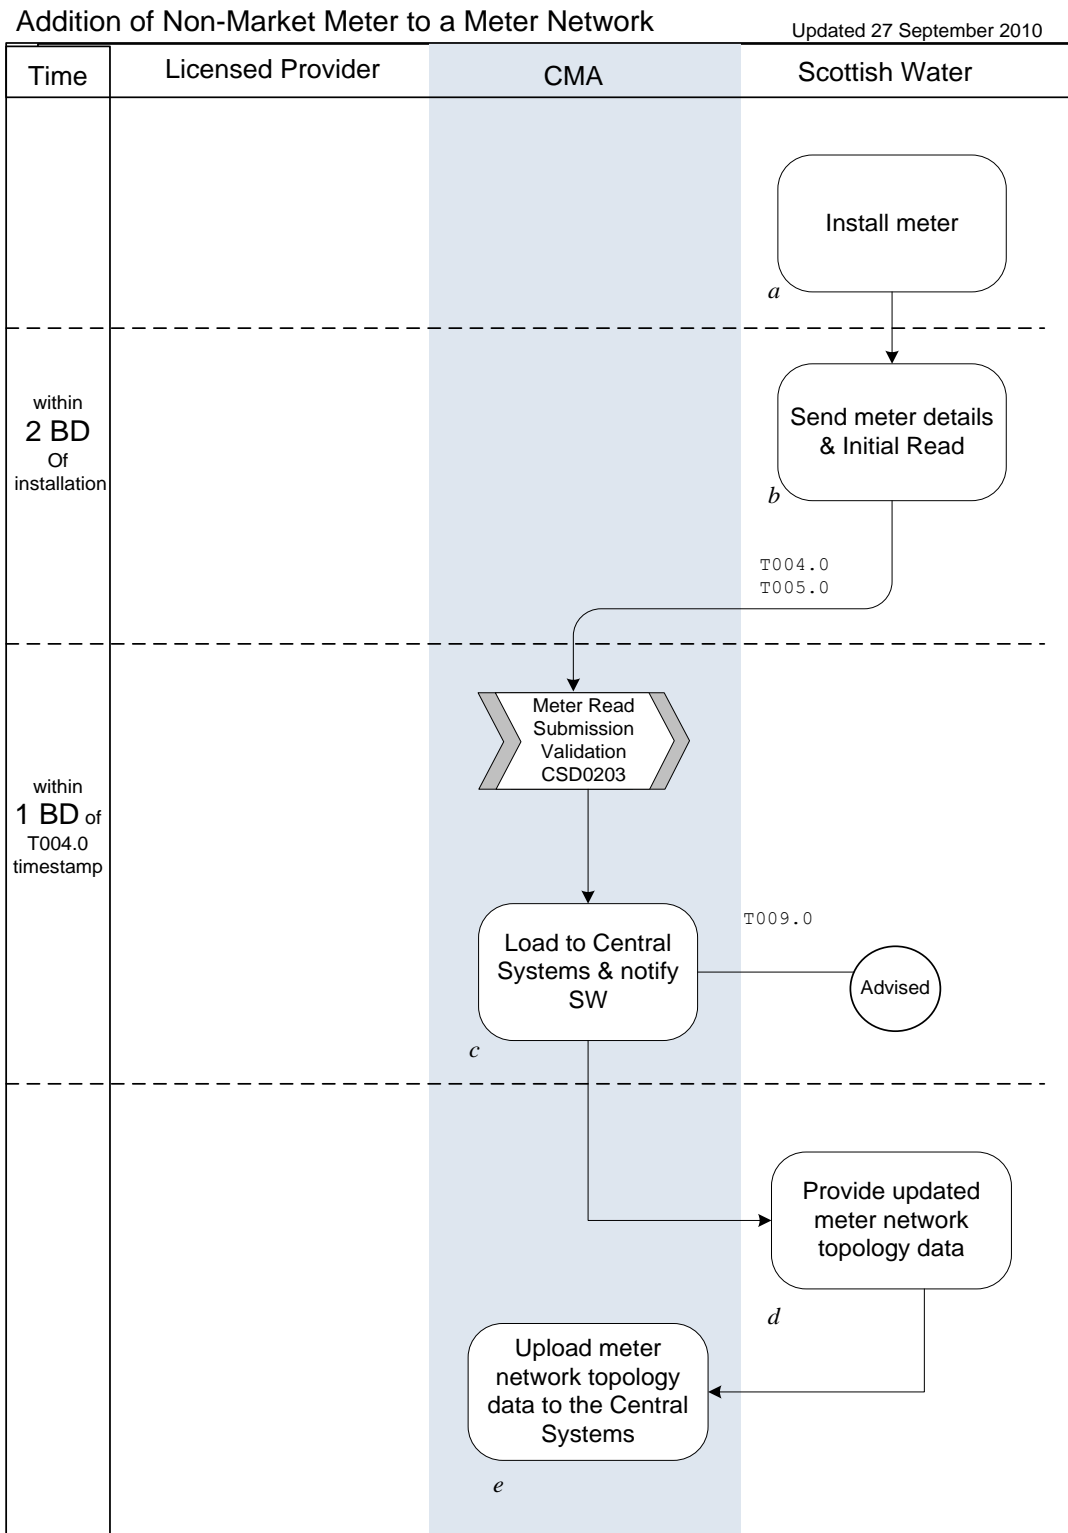 Addition of Non-Market Meter to a Meter Network
Updated 27 September 2010
Time
Licensed Provider
CMA
Scottish Water
Install meter
a
within
2 BD
Of
installation
Send meter details
& Initial Read
b
T004.0
T005.0
within
1 BD of
T004.0
timestamp
Meter Read
Submission
Validation
CSD0203
Load to Central
Systems & notify
SW
c
T009.0
Advised
Provide updated
meter network
topology data
d
Upload meter
network topology
data to the Central
Systems
e